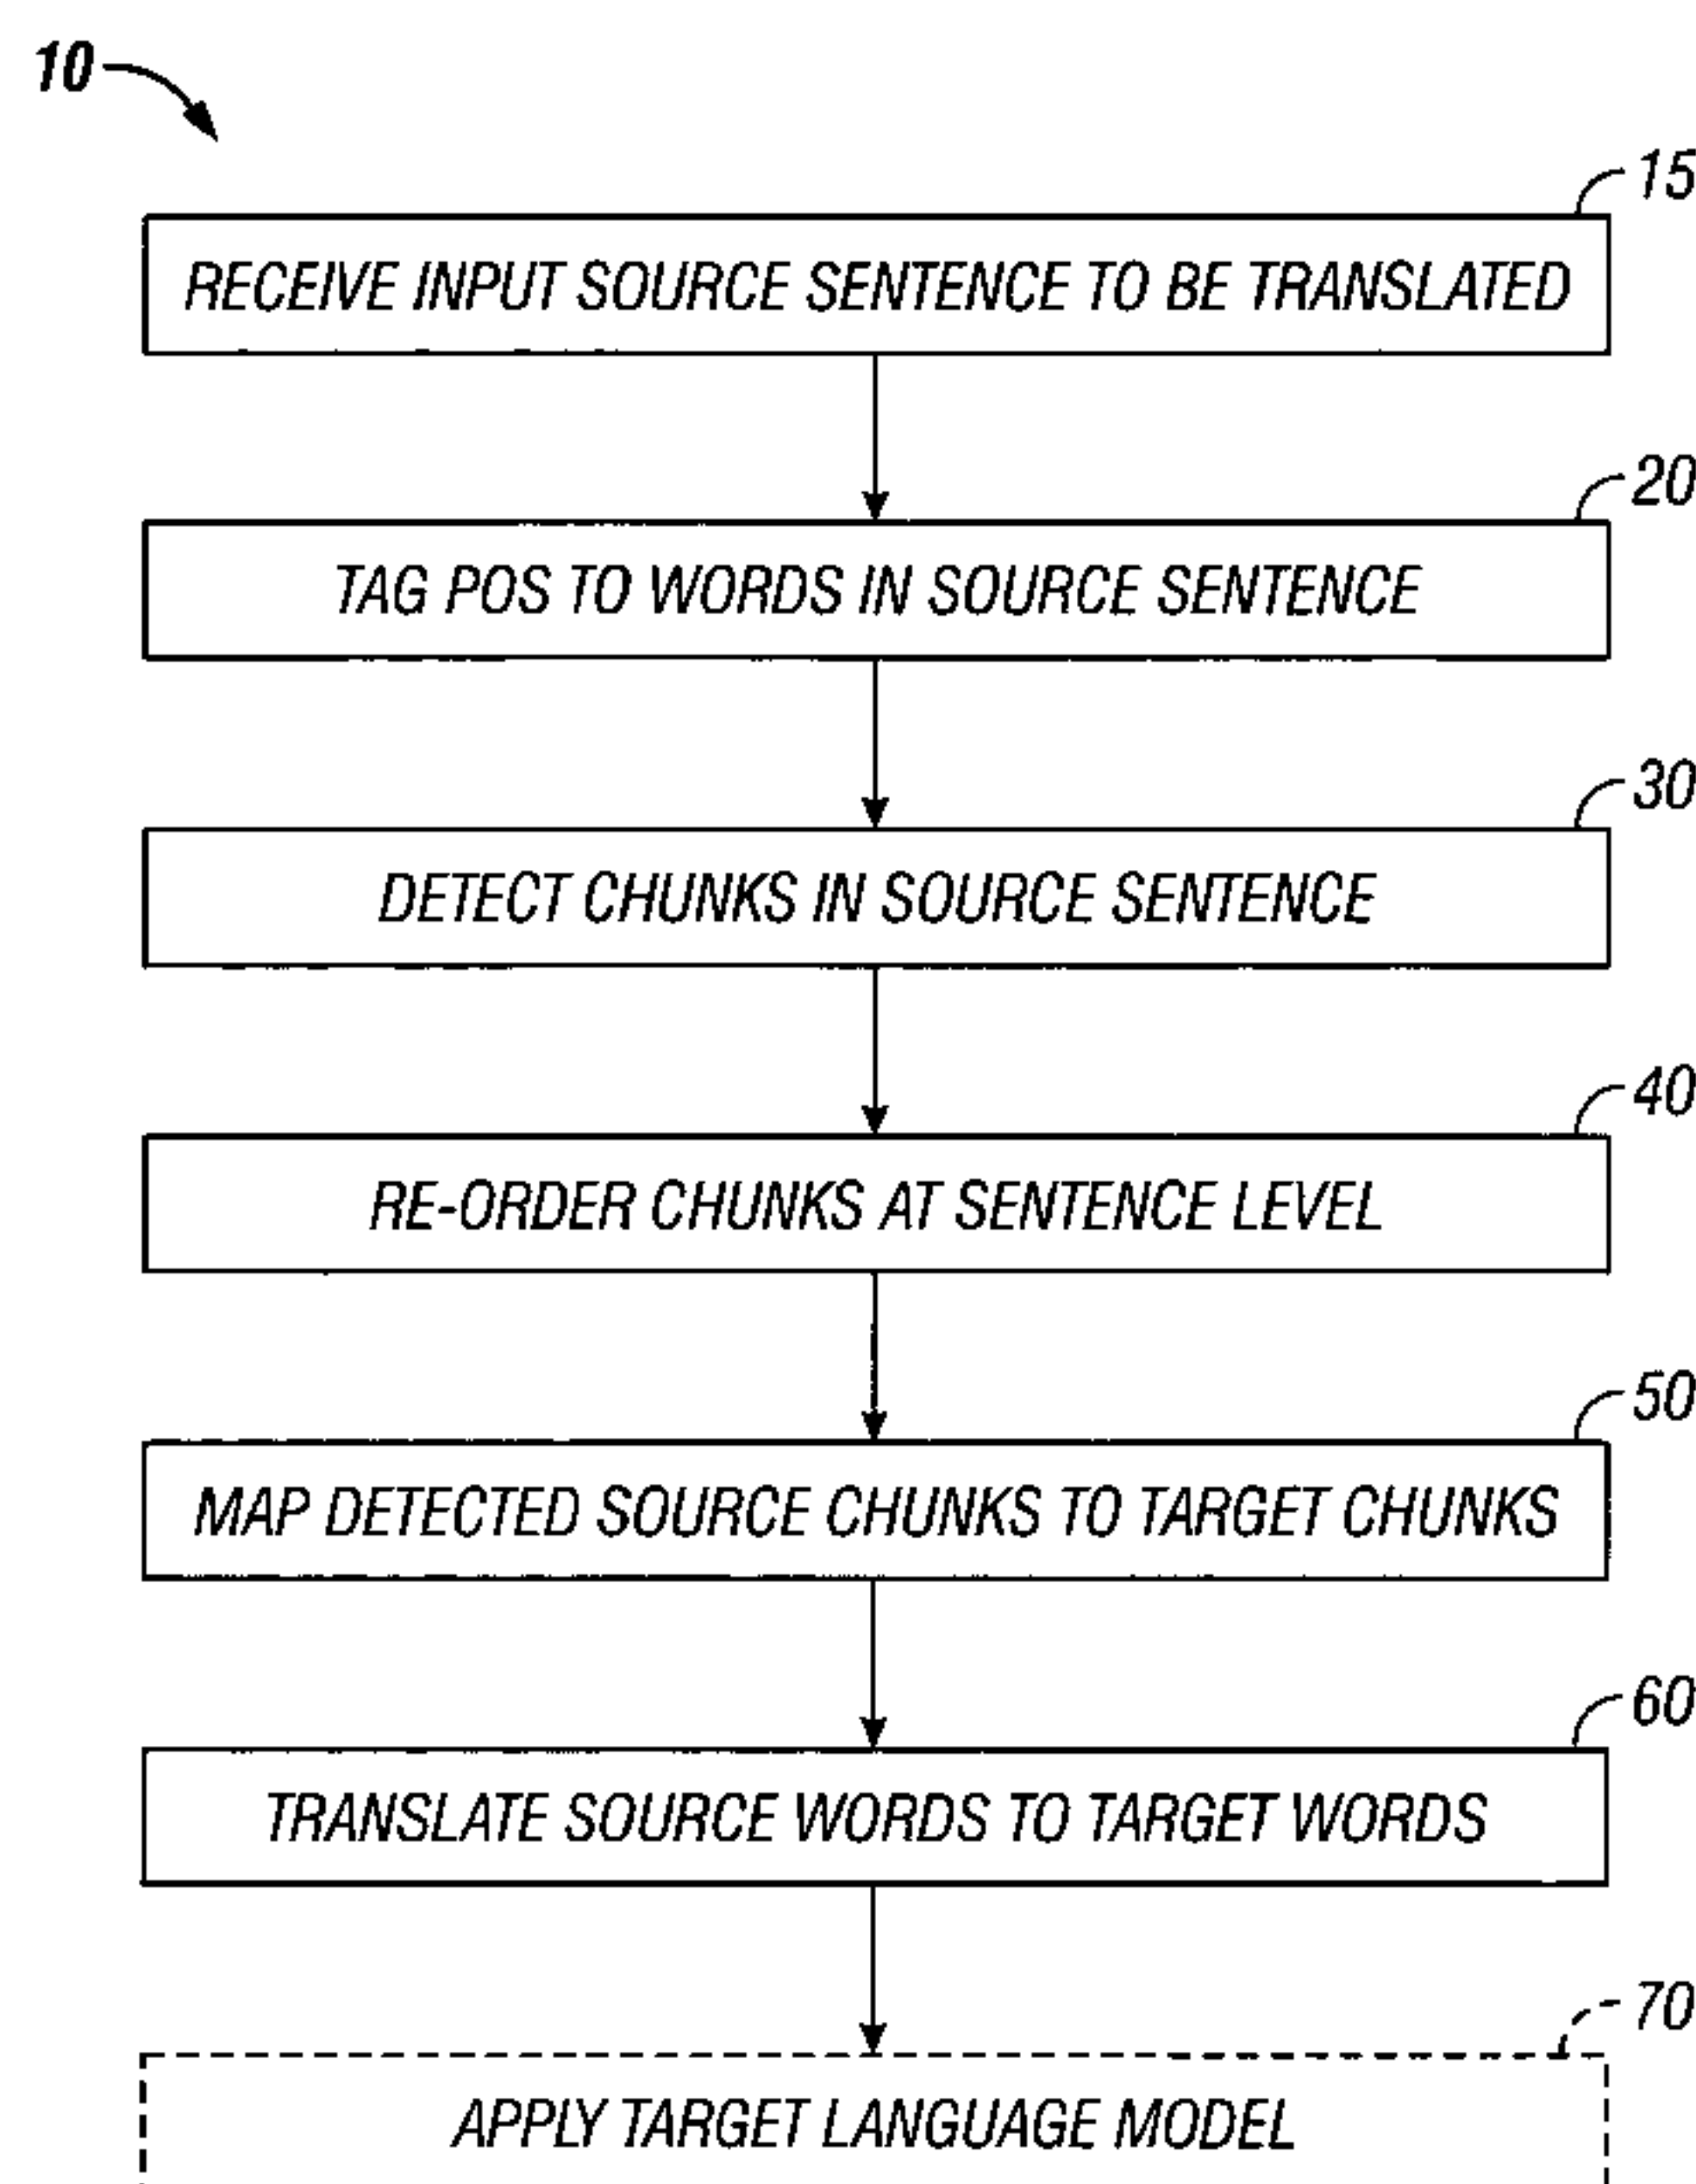 10
15
RECEIVE INPUT SOURCE SENTENCE TO BE TRANSLATED
20
TAG POS TO WORDS IN SOURCE SENTENCE
30
DETECT CHUNKS IN SOURCE SENTENCE
40
RE-ORDER CHUNKS AT SENTENCE LEVEL
50
MAP DETECTED SOURCE CHUNKS TO TARGET CHUNKS
60
TRANSLATE SOURCE WORDS TO TARGET WORDS
70
APPLY TARGET LANGUAGE MODEL